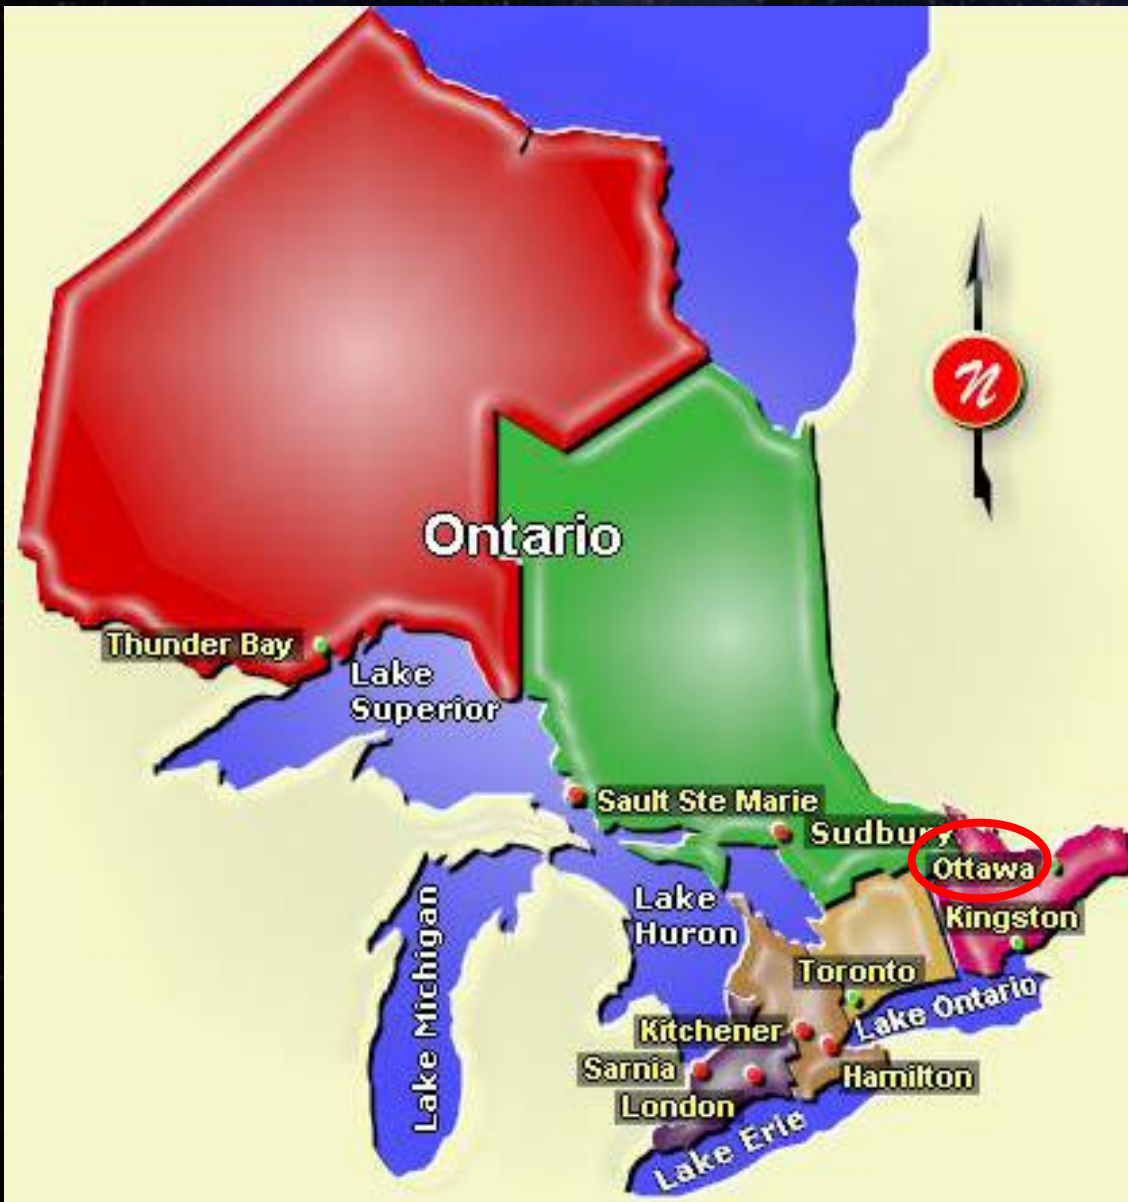 N
Ontario
Thunder Bay
Lake
Superior
Sault Ste Marie
Sudbury
Ottawa
Lake
Huron
Kingston
Lake Michigan
Toronto
Lake Ontario
Kitchener
Sarnia
Hamilton
London
Lake Erie